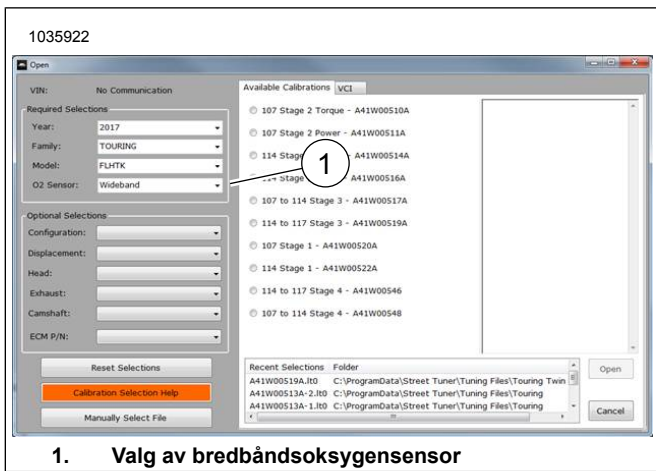 1035922
Open
VIN: No Communication
Required Selections
Year: 2017
Family: TOURING
Model: FLHTK
O2 Sensor: Wideband
Optional Selections
Configuration:
Displacement:
Head:
Exhaust:
Camshaft:
ECM P/N:
Reset Selections
Calibration Selection Help
Manually Select File
Available Calibrations VCI
107 Stage 2 Torque - A41W00510A
107 Stage 2 Power - A41W00511A
114 Stage - A41W00514A
1
114 Stage A41W00516A
107 to 114 Stage 3 - A41W00517A
114 to 117 Stage 3 - A41W00519A
107 Stage 1 - A41W00520A
114 Stage 1 - A41W00522A
114 to 117 Stage 4 - A41W00546
107 to 114 Stage 4 - A41W00548
Recent Selections Folder
A41W00519A.lt0 C:\ProgramData\Street Tuner\Tuning Files\Touring Twin
A41W00513A-2.lt0 C:\ProgramData\Street Tuner\Tuning Files\Touring
A41W00513A-1.lt0 C:\ProgramData\Street Tuner\Tuning Files\Touring
Open
Cancel
1. Valg av bredbåndsoksygensensor